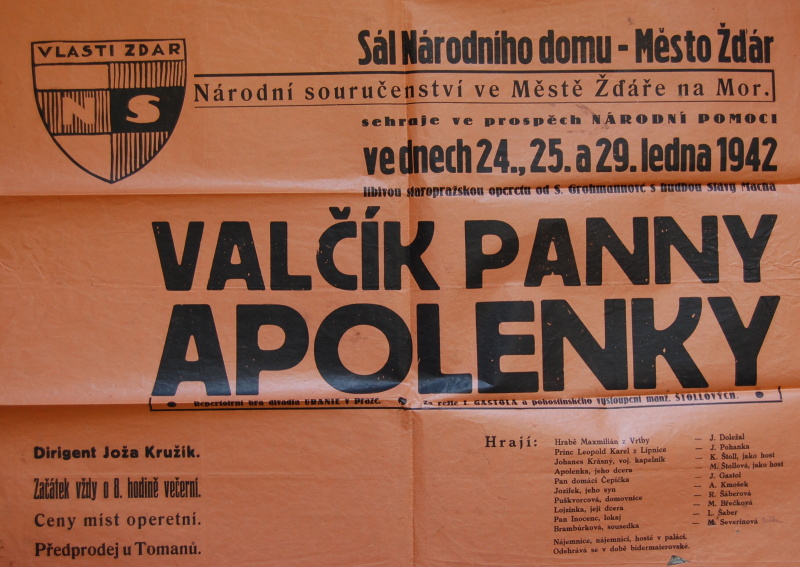 VLASTI ZDAR
NS
Sál Národního domu - Město Žďár
Národní souručenství ve Městě Žďáře na Mor.
sehraje ve prospěch NÁRODNÍ POMOCI
ve dnech 24., 25. a 29. ledna 1942
líbivou staropražskou operetu od S. Grohmannové s hudbou Slávy Macha
VALČÍK PANNY
APOLENKY
Repertoirní hra divadla URANIE v Praze.
Za režie J. GASTOLA a pohostinského vystoupení manž. ŠTOLLOVÝCH.
Dirigent Joža Kružík.
Začátek vždy o 8. hodině večerní.
Ceny míst operetní.
Předprodej u Tomanů.
Hrají:
Hrabě Maxmilián z Vrtby — J. Doležal
Princ Leopold Karel z Lipnice — J. Pohanka
Johanes Krásný, voj. kapelník — K. Štoll, jako host
Apolenka, jeho dcera — M. Štollová, jako host
Pan domácí Čepička — J. Gastol
Jozífek, jeho syn — A. Kmošek
Puškvorcová, domovnice — R. Šáberová
Lojzinka, její dcera — M. Břečková
Pan Inocenc, lokaj — L. Šaber
Brambůrková, sousedka — M. Severinová
Nájemnice, nájemníci, hosté v paláci.
Odehrává se v době bidermaierovské.